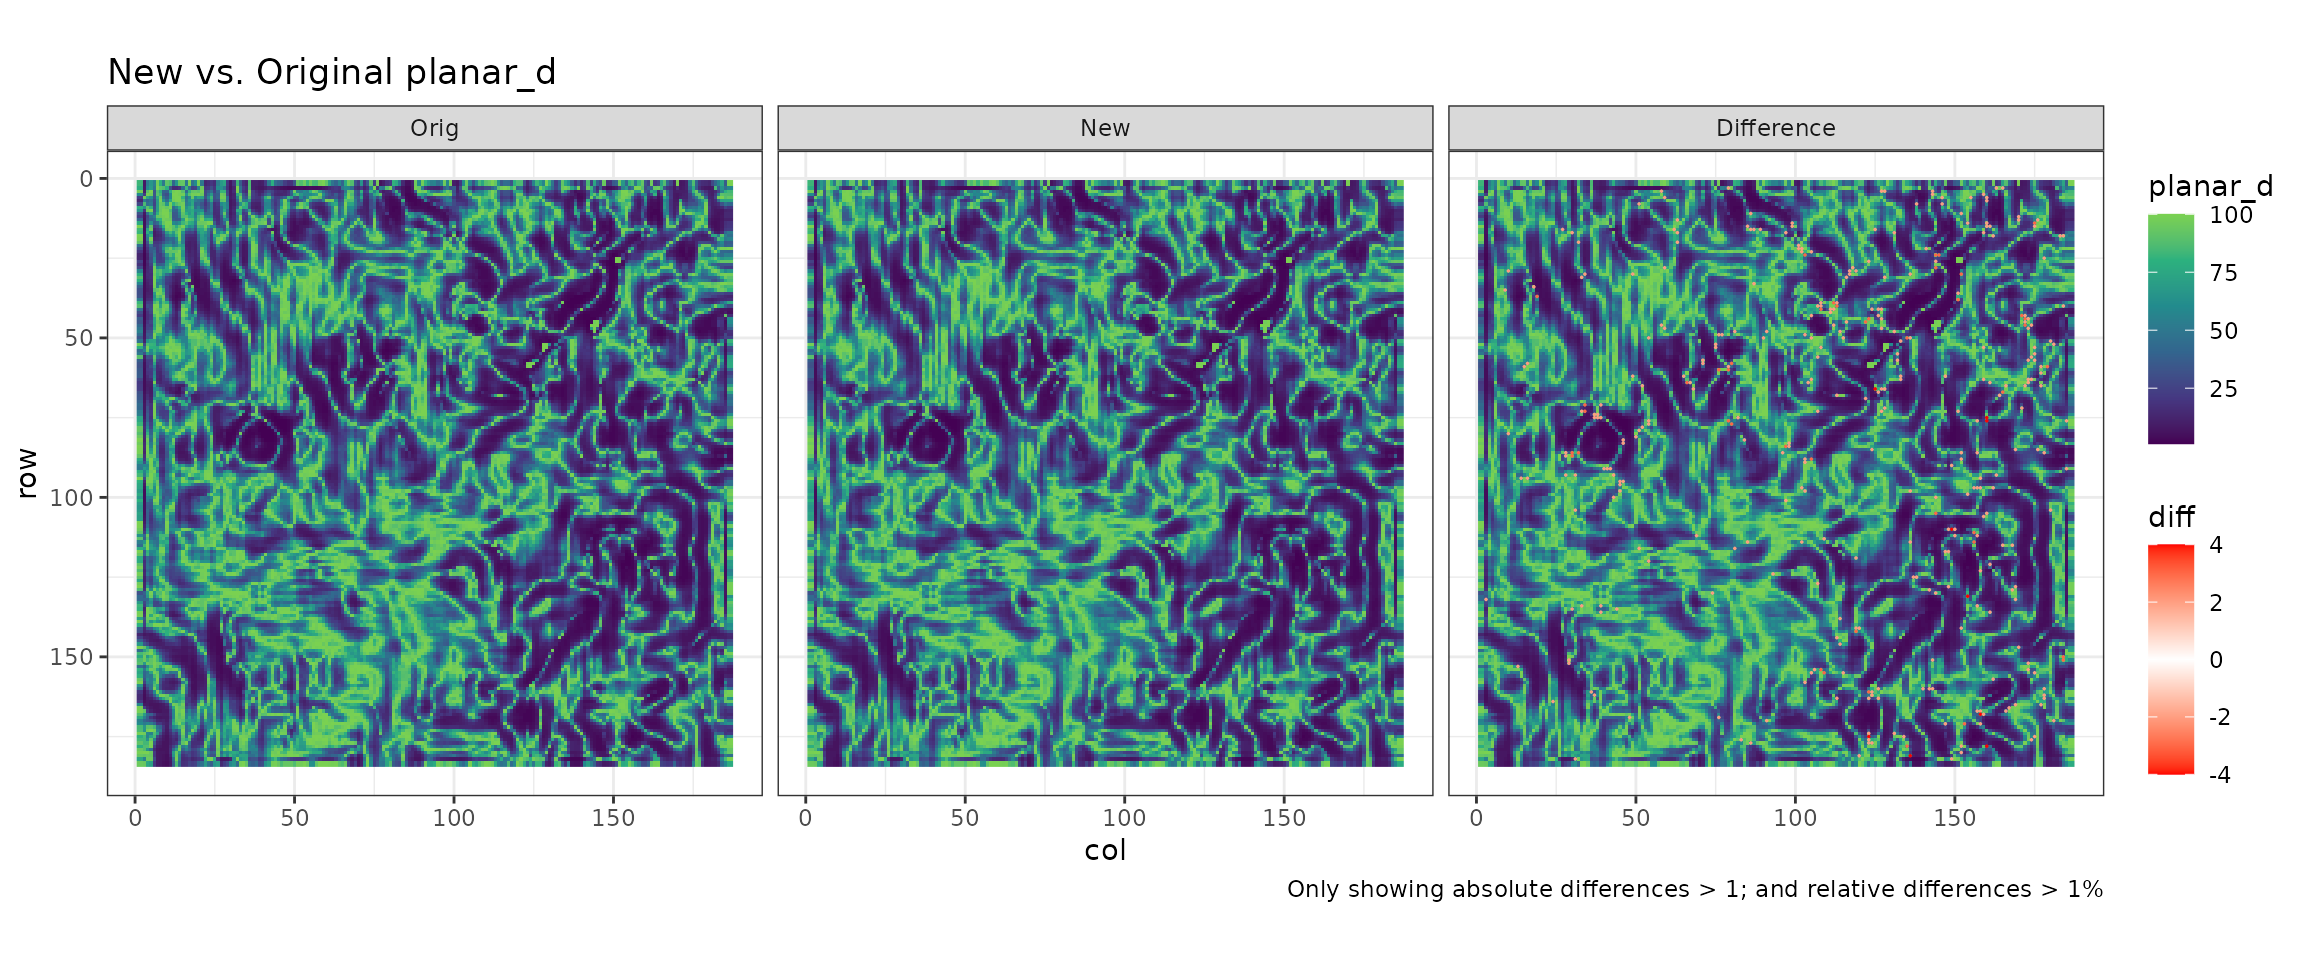 New vs. Original planar_d
Orig
New
Difference
0
50
100
150
row
0
50
100
150
0
50
100
150
0
50
100
150
col
planar_d
100
75
50
25
diff
4
2
0
-2
-4
Only showing absolute differences > 1; and relative differences > 1%